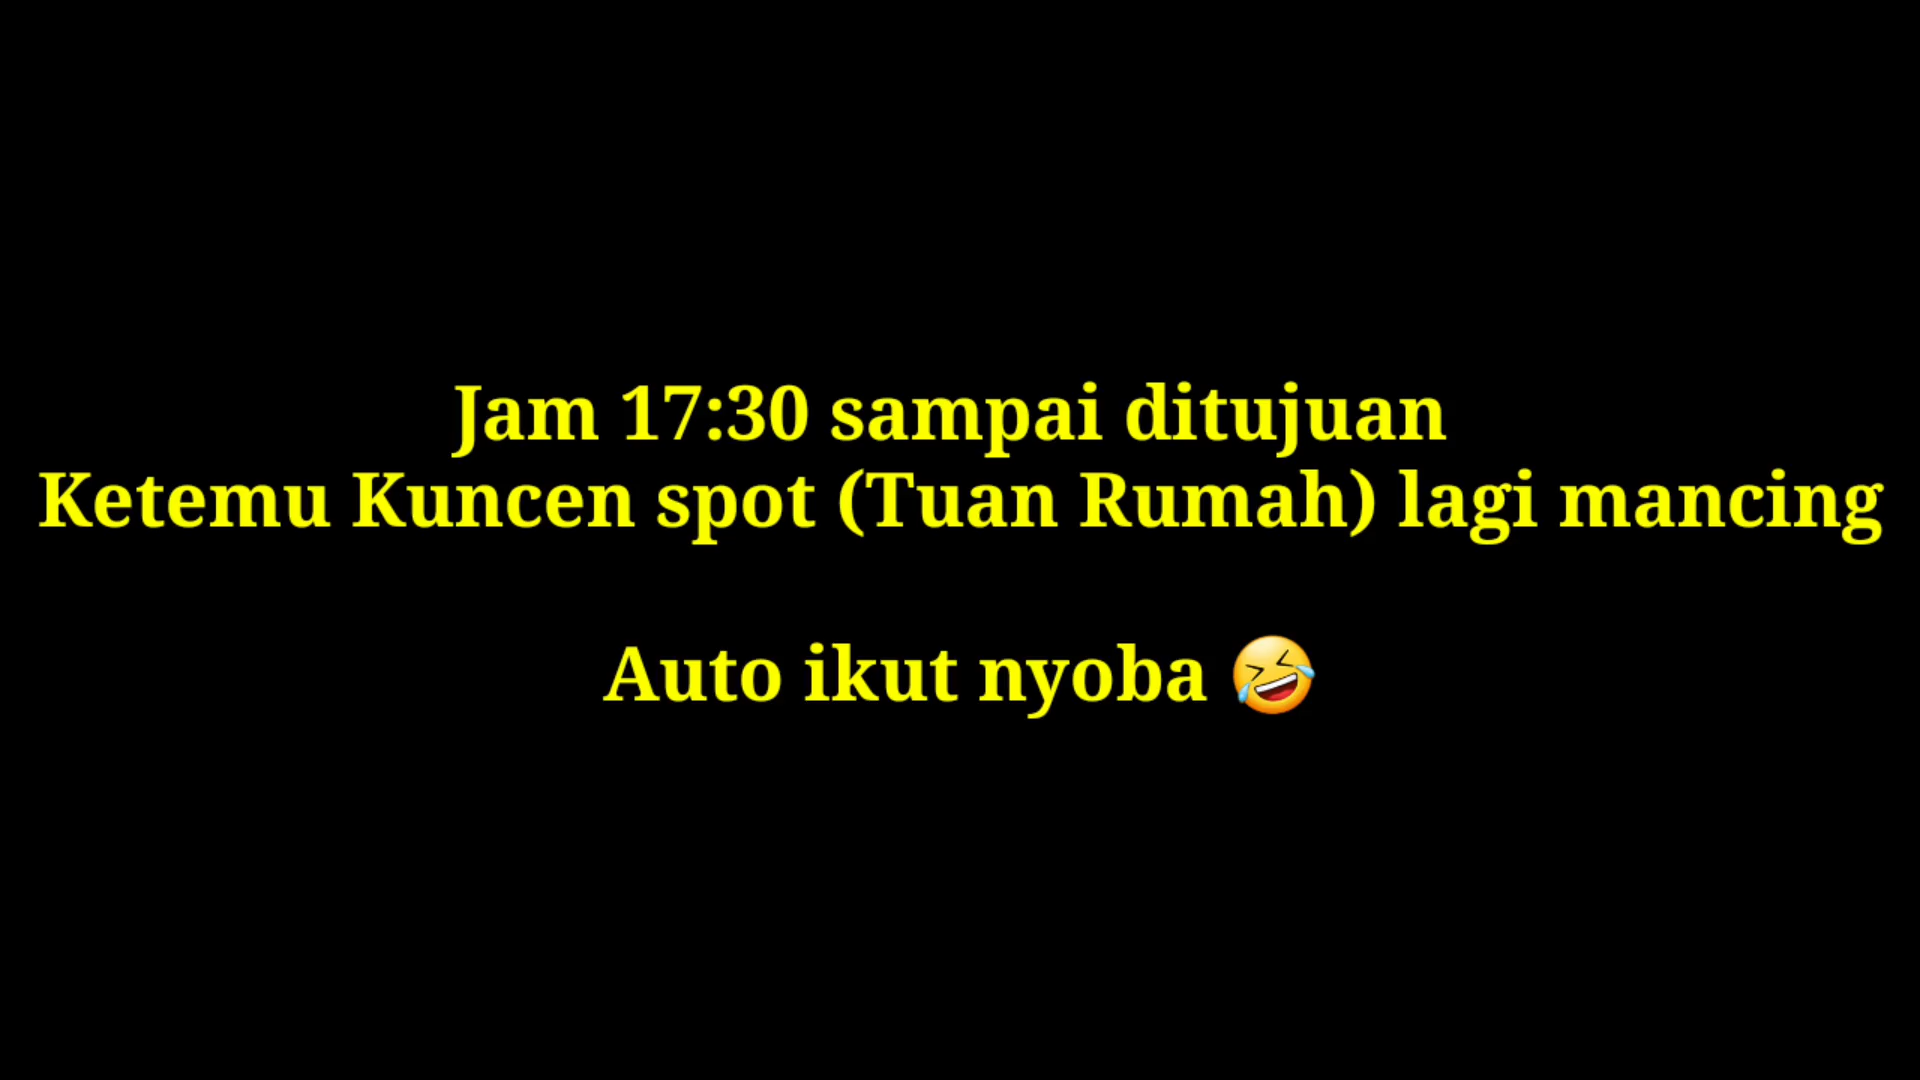 Jam 17:30 sampai ditujuan
Ketemu Kuncen spot (Tuan Rumah) lagi mancing
Auto ikut nyoba 🤣